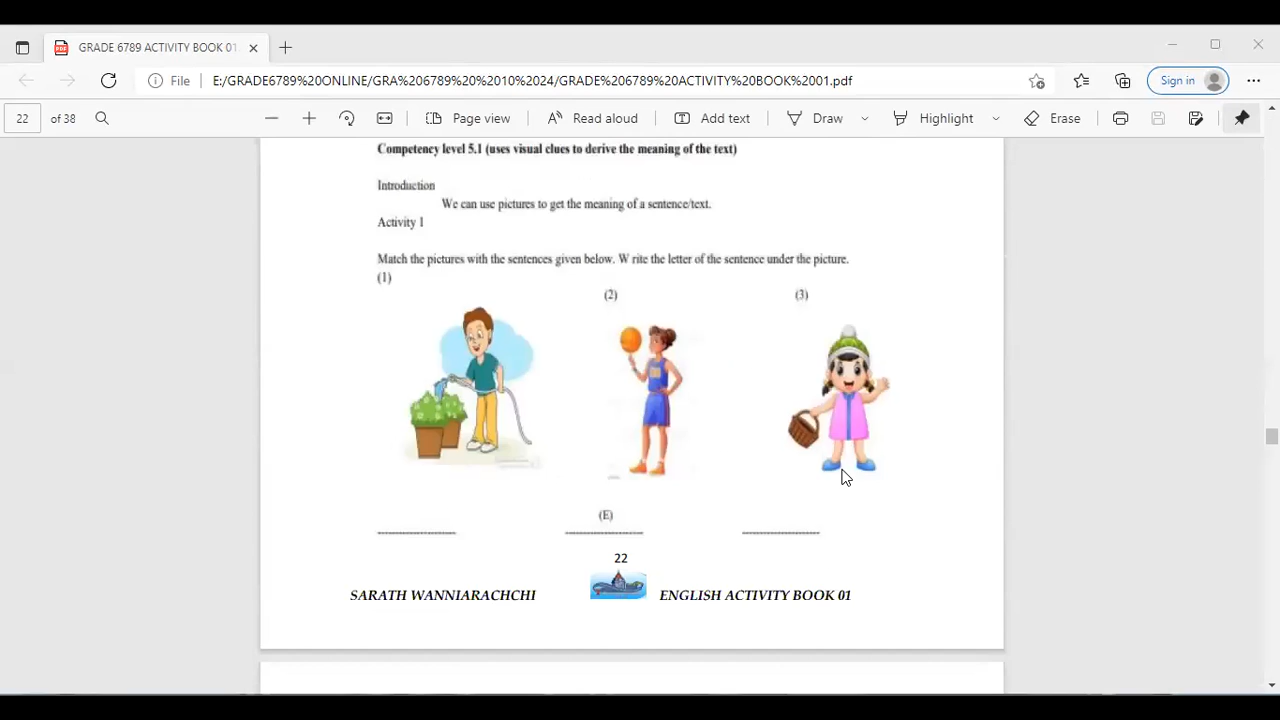 GRADE 6789 ACTIVITY BOOK 01
File E:/GRADE6789%20ONLINE/GRA%206789%20%2010%2024/GRADE%206789%20ACTIVITY%20BOOK%2001.pdf Sign in
22 of 38 Page view Read aloud Add text Draw Highlight Erase
Competency level 5.1 (uses visual clues to derive the meaning of the text)
Introduction
We can use pictures to get the meaning of a sentence/text.
Activity 1
Match the pictures with the sentences given below. W rite the letter of the sentence under the picture.
(1)
(2) (3)
(E)
22
SARATH WANNIARACHCHI ENGLISH ACTIVITY BOOK 01